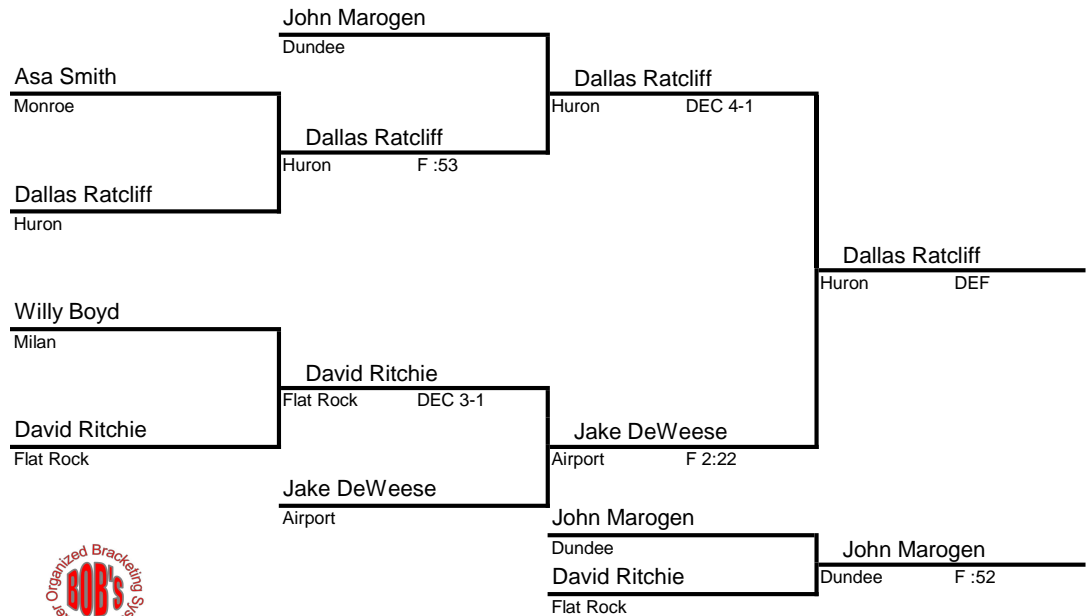 John Marogen
Dundee
Asa Smith
Monroe
Dallas Ratcliff
Huron DEC 4-1
Dallas Ratcliff
Huron F :53
Dallas Ratcliff
Huron
Dallas Ratcliff
Huron DEF
Willy Boyd
Milan
David Ritchie
Flat Rock DEC 3-1
David Ritchie
Flat Rock
Jake DeWeese
Airport F 2:22
Jake DeWeese
Airport
John Marogen
Dundee
John Marogen
Dundee F :52
David Ritchie
Flat Rock
Organized Bracketing
BOB'S